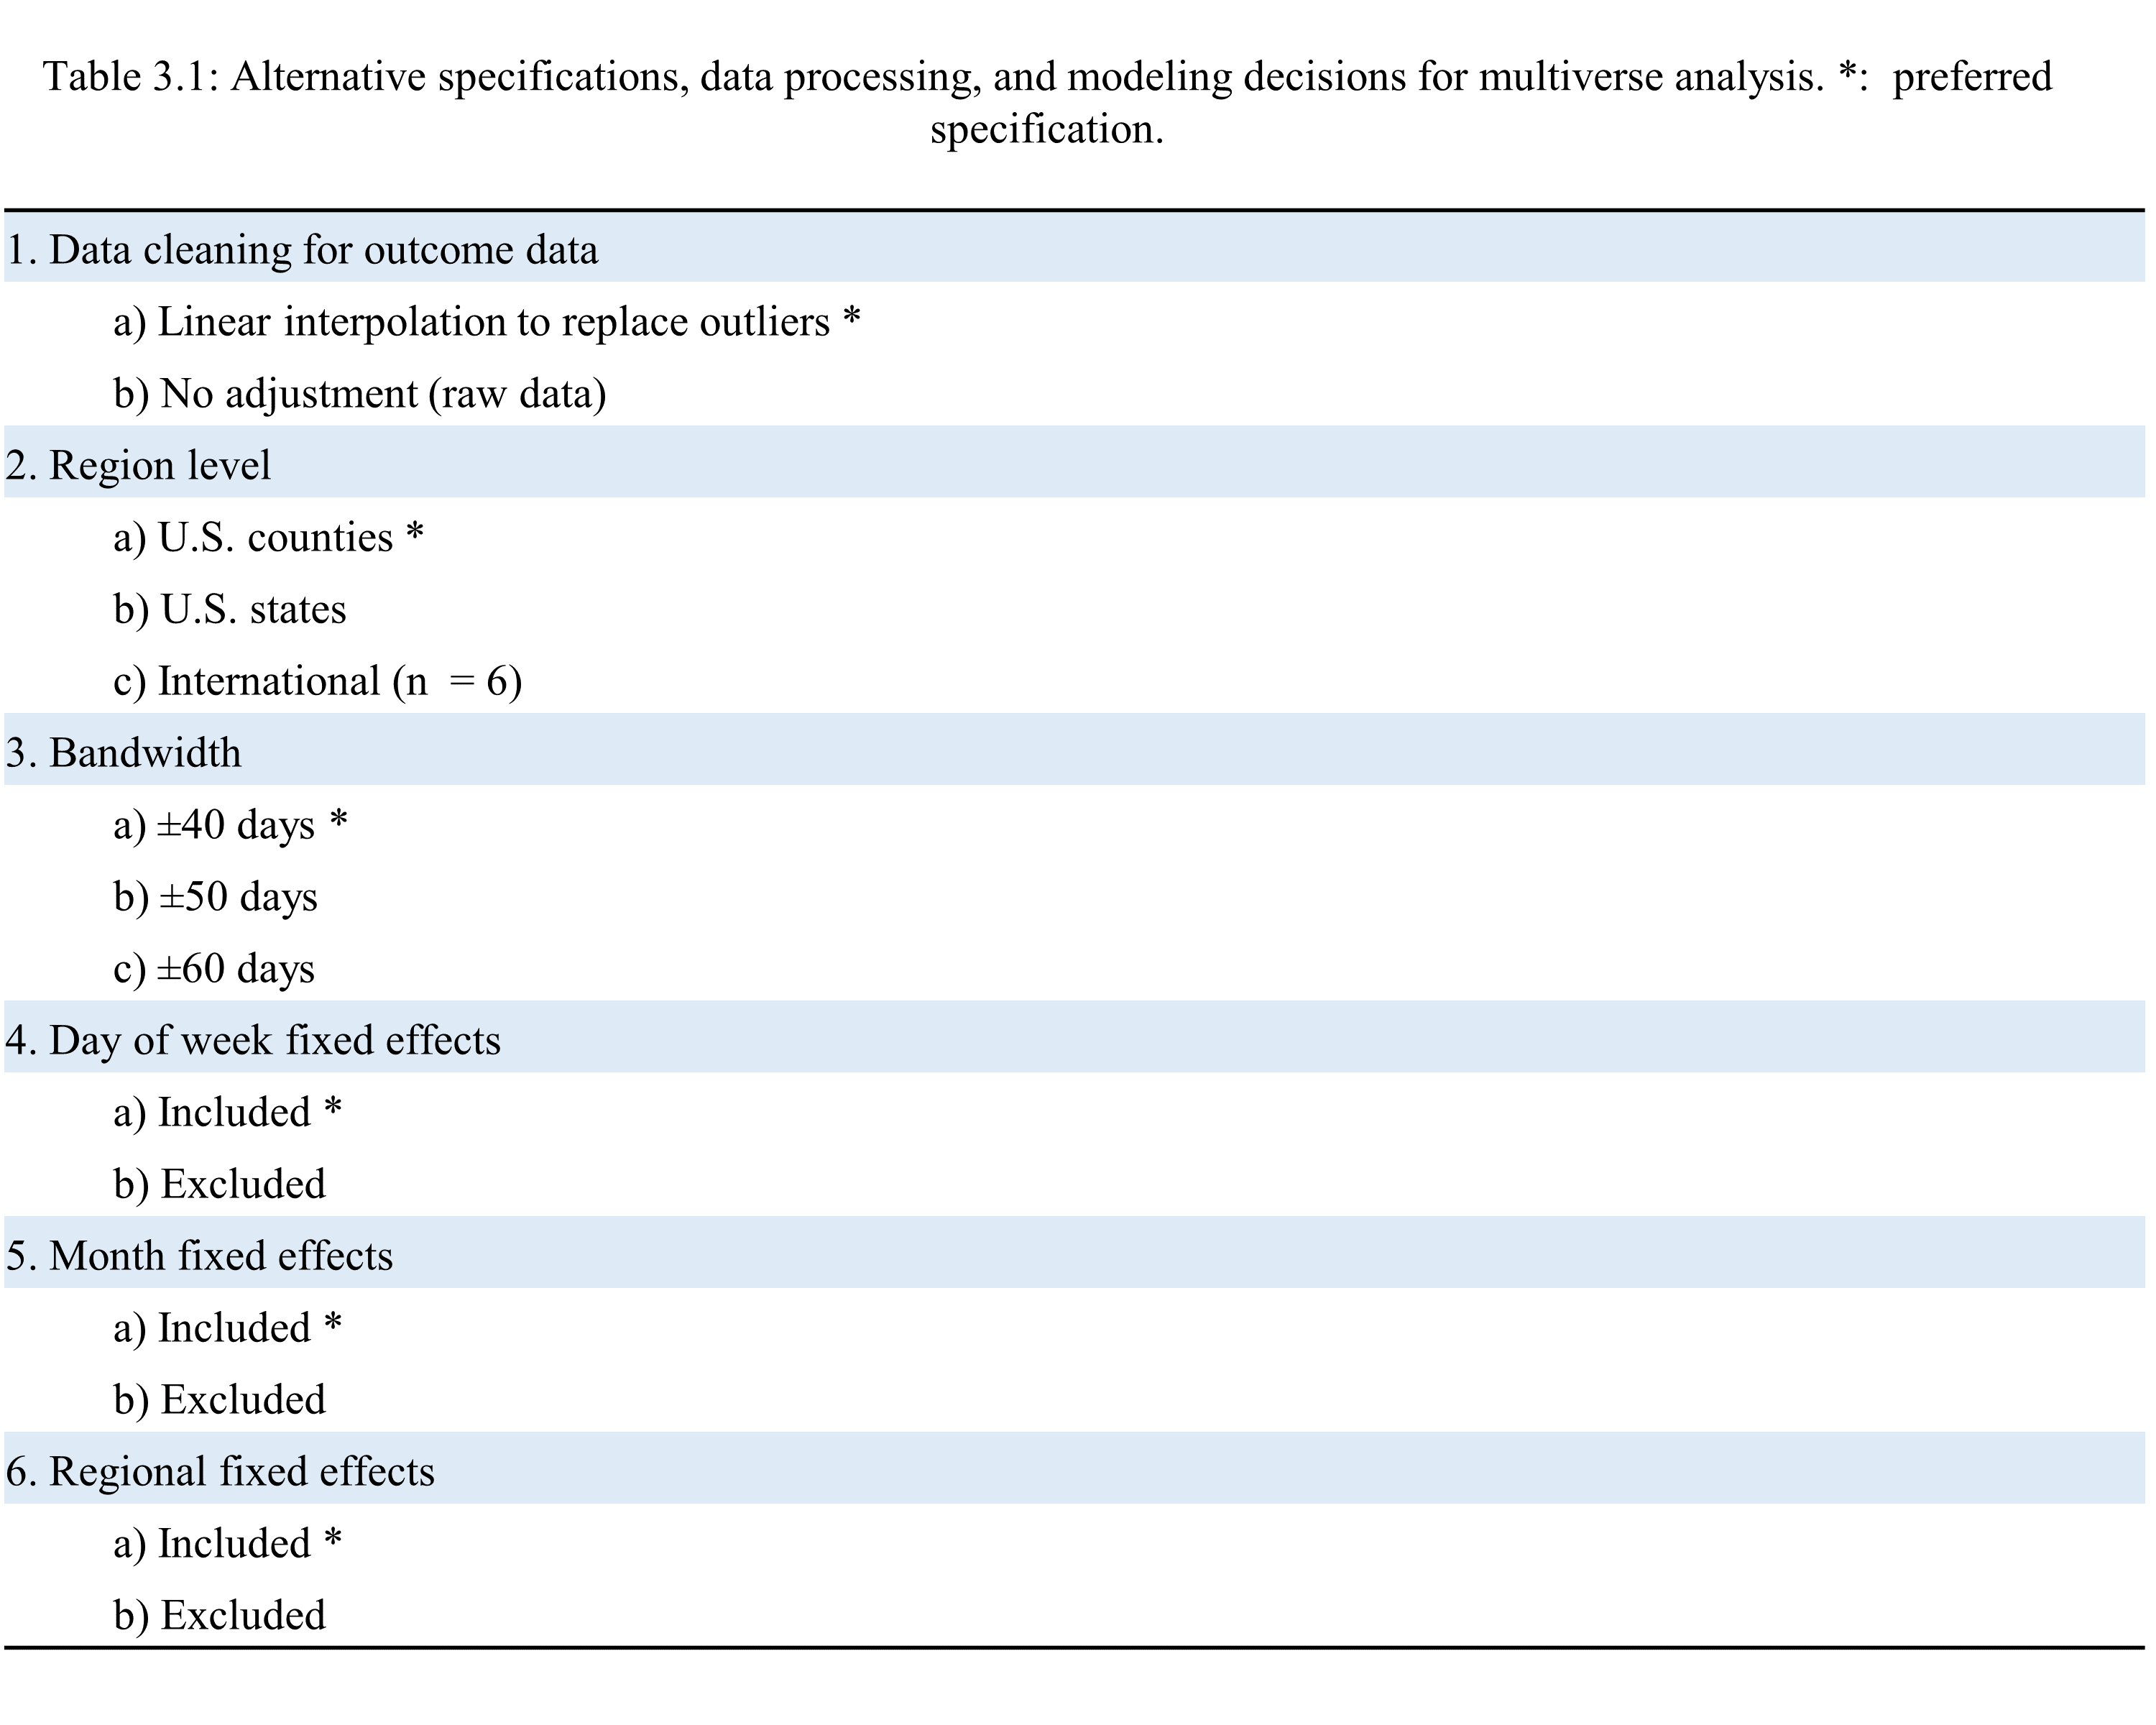 Table 3.1: Alternative specifications, data processing, and modeling decisions for multiverse analysis. *:  preferred
specification.
1. Data cleaning for outcome data
a) Linear interpolation to replace outliers *
b) No adjustment (raw data)
2. Region level
a) U.S. counties *
b) U.S. states
c) International (n  = 6)
3. Bandwidth
a) ±40 days *
b) ±50 days
c) ±60 days
4. Day of week fixed effects
a) Included *
b) Excluded
5. Month fixed effects
a) Included *
b) Excluded
6. Regional fixed effects
a) Included *
b) Excluded